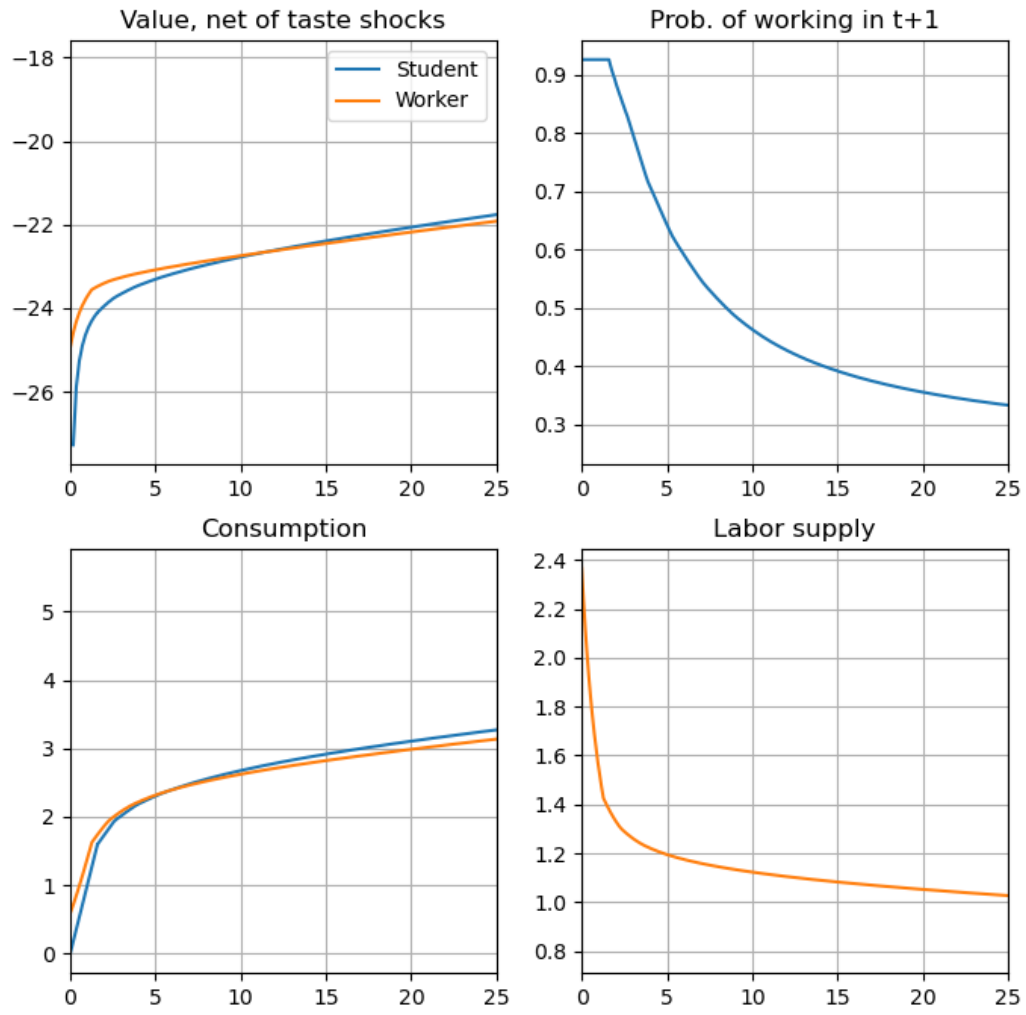 Value, net of taste shocks
Student
Worker
−18
−20
−22
−24
−26
0 5 10 15 20 25
Prob. of working in t+1
0.9
0.8
0.7
0.6
0.5
0.4
0.3
0 5 10 15 20 25
Consumption
5
4
3
2
1
0
0 5 10 15 20 25
Labor supply
2.4
2.2
2.0
1.8
1.6
1.4
1.2
1.0
0.8
0 5 10 15 20 25